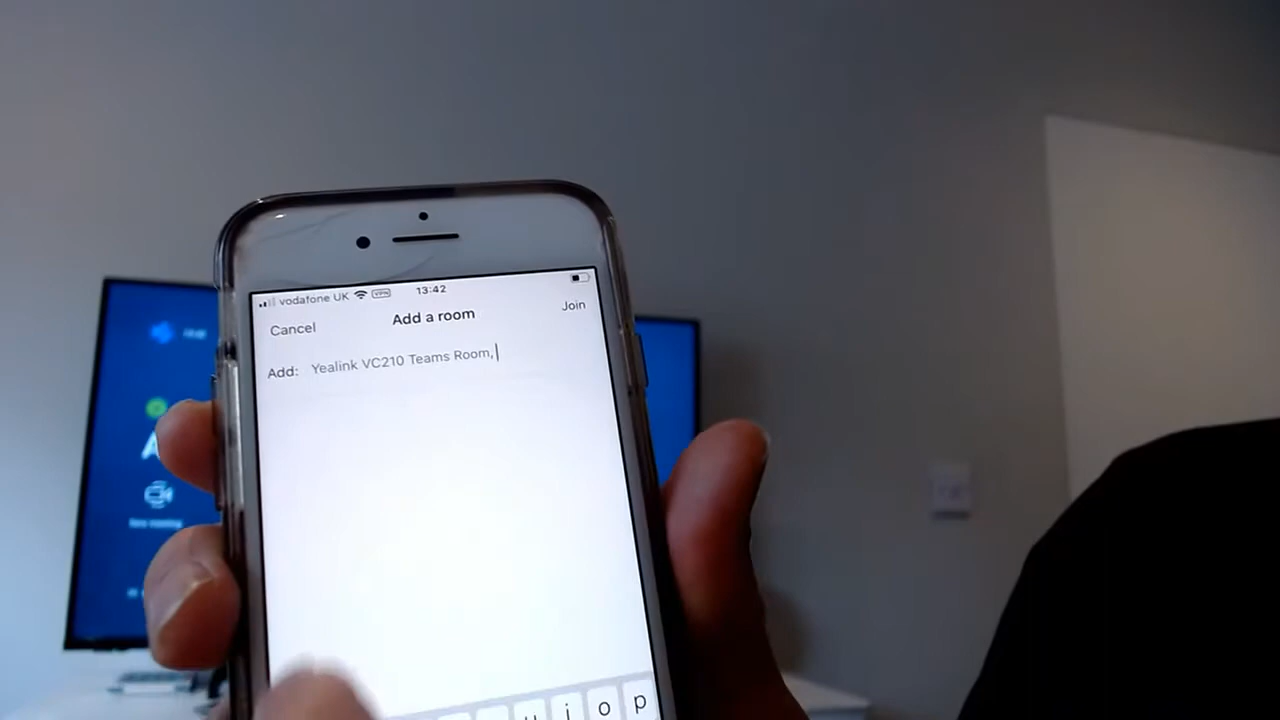 vodafone UK VPN 13:42
Cancel Add a room Join
Add: Yealink VC210 Teams Room,
u i o p